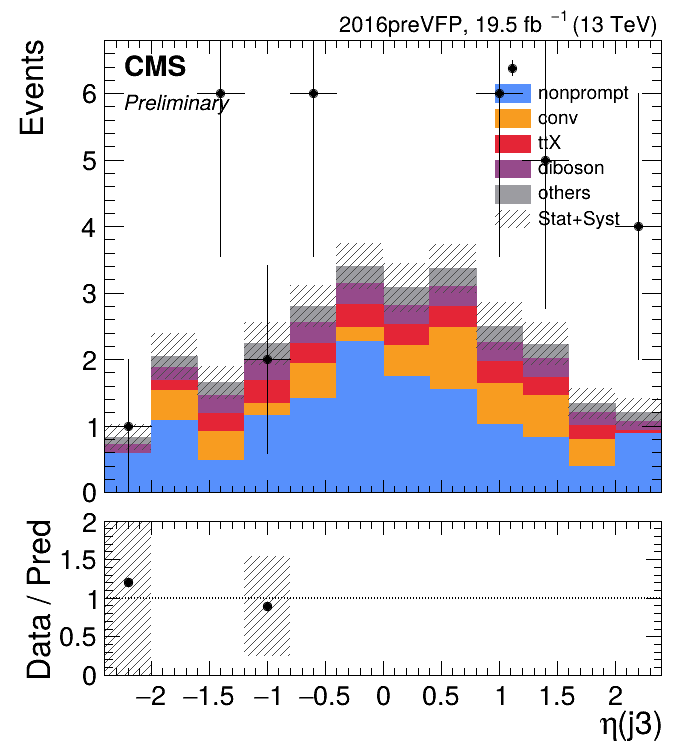 2016preVFP, 19.5 fb⁻¹ (13 TeV)
Events
CMS
Preliminary
nonprompt
conv
ttX
diboson
others
Stat+Syst
6
5
4
3
2
1
0
Data / Pred
2
1.5
1
0.5
0
−2 −1.5 −1 −0.5 0 0.5 1 1.5 2
η(j3)